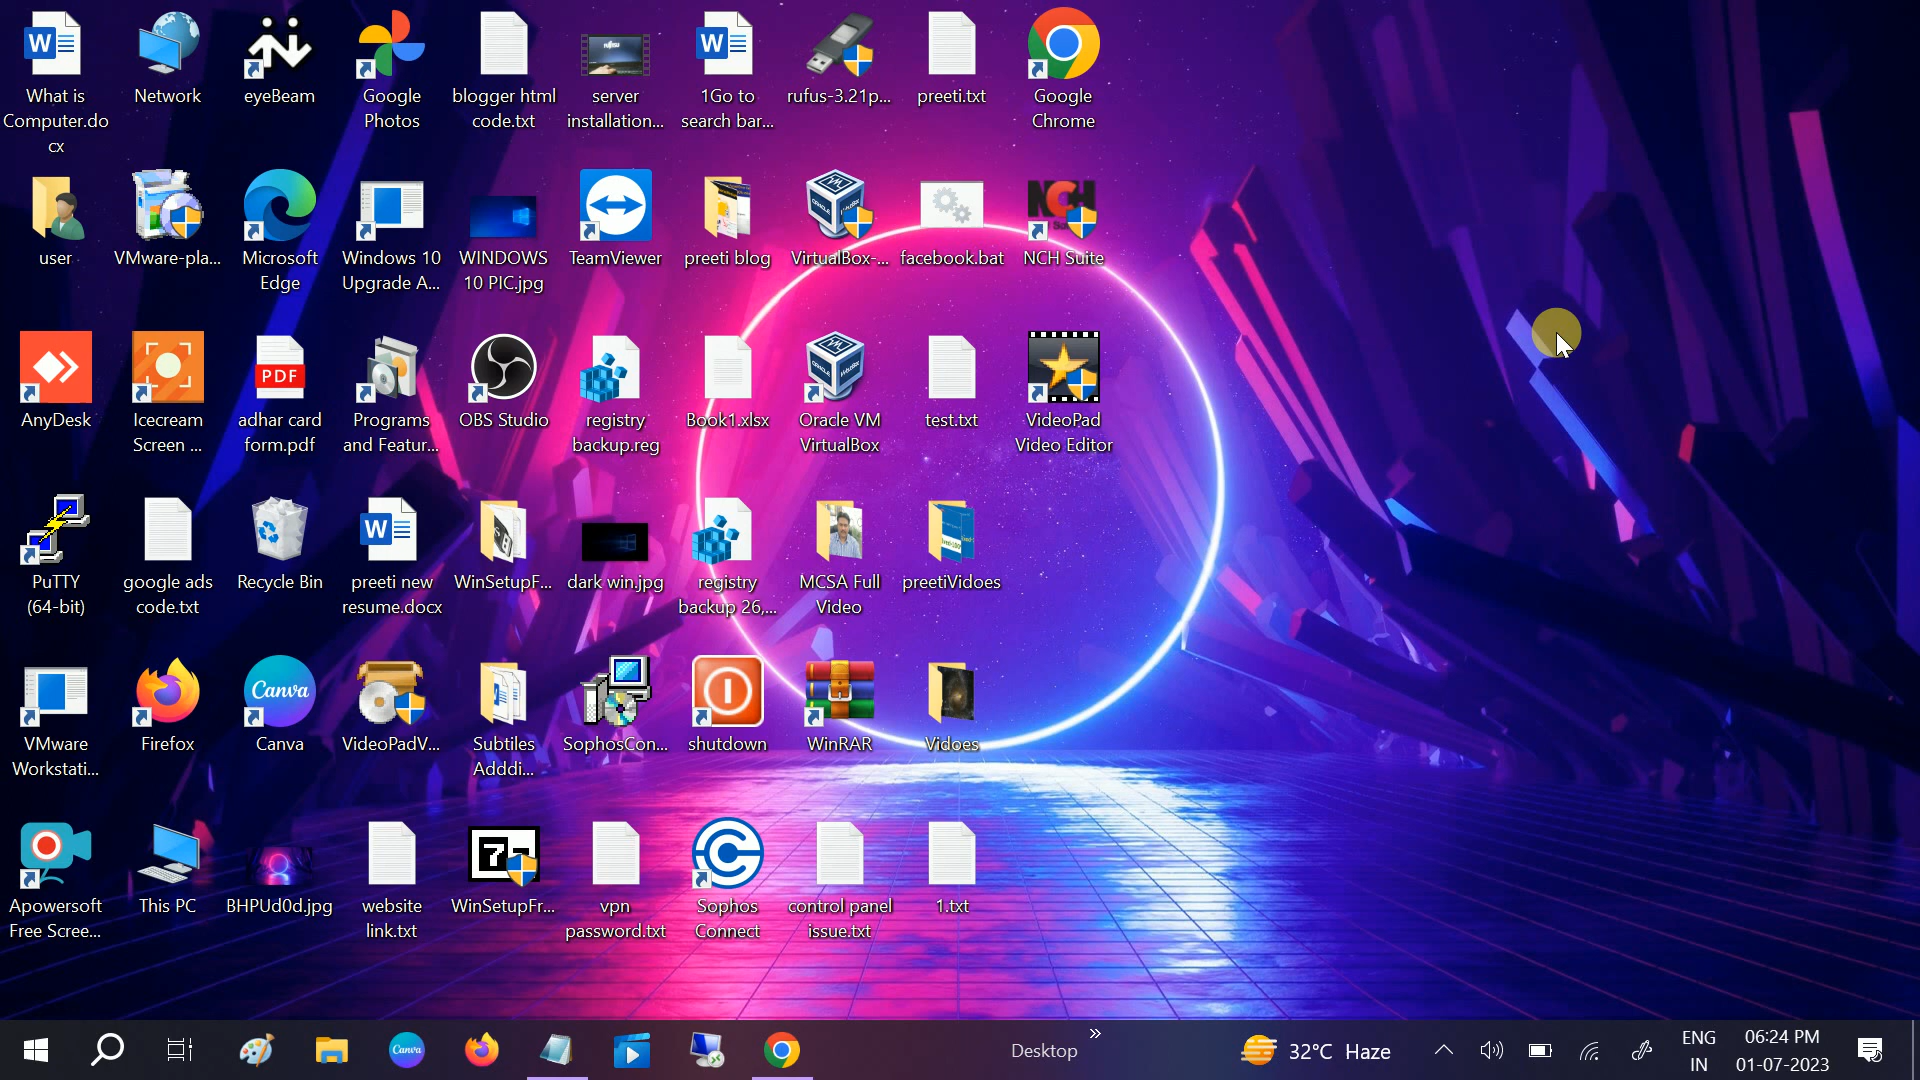 What is
Computer.do
cx
Network
eyeBeam
Google
Photos
blogger html
code.txt
server
installation...
1Go to
search bar...
rufus-3.21p...
preeti.txt
Google
Chrome
user
VMware-pla...
Microsoft
Edge
Windows 10
Upgrade A...
WINDOWS
10 PIC.jpg
TeamViewer
preeti blog
VirtualBox-...
facebook.bat
NCH
NCH Suite
AnyDesk
Icecream
Screen ...
PDF
adhar card
form.pdf
Programs
and Featur...
OBS Studio
registry
backup.reg
Book1.xlsx
Oracle VM
VirtualBox
test.txt
VideoPad
Video Editor
PuTTY
(64-bit)
google ads
code.txt
Recycle Bin
preeti new
resume.docx
WinSetupF...
dark win.jpg
registry
backup 26,...
MCSA Full
Video
preetiVidoes
VMware
Workstati...
Firefox
Canva
Canva
VideoPadV...
Subtiles
Adddi...
SophosCon...
shutdown
WinRAR
Vidoes
Apowersoft
Free Scree...
This PC
BHPUd0d.jpg
website
link.txt
WinSetupFr...
vpn
password.txt
Sophos
Connect
control panel
issue.txt
1.txt
Canva
Desktop
32°C Haze
ENG
IN
06:24 PM
01-07-2023